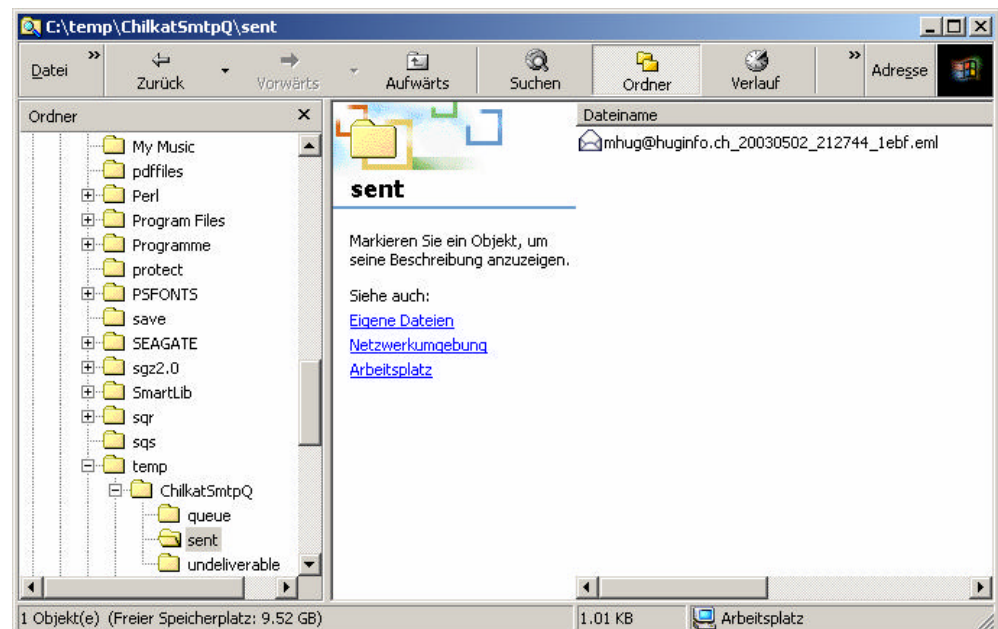 C:\temp\ChilkatSmtpQ\sent
Datei » Zurück Vorwärts Aufwärts Suchen Ordner Verlauf » Adresse
Ordner
My Music
pdffiles
Perl
Program Files
Programme
protect
PSFONTS
save
SEAGATE
sgz2.0
SmartLib
sqr
sqs
temp
ChilkatSmtpQ
queue
sent
undeliverable
sent
Markieren Sie ein Objekt, um
seine Beschreibung anzuzeigen.
Siehe auch:
Eigene Dateien
Netzwerkumgebung
Arbeitsplatz
Dateiname
mhug@huginfo.ch_20030502_212744_1ebf.eml
1 Objekt(e) (Freier Speicherplatz: 9.52 GB) 1.01 KB Arbeitsplatz